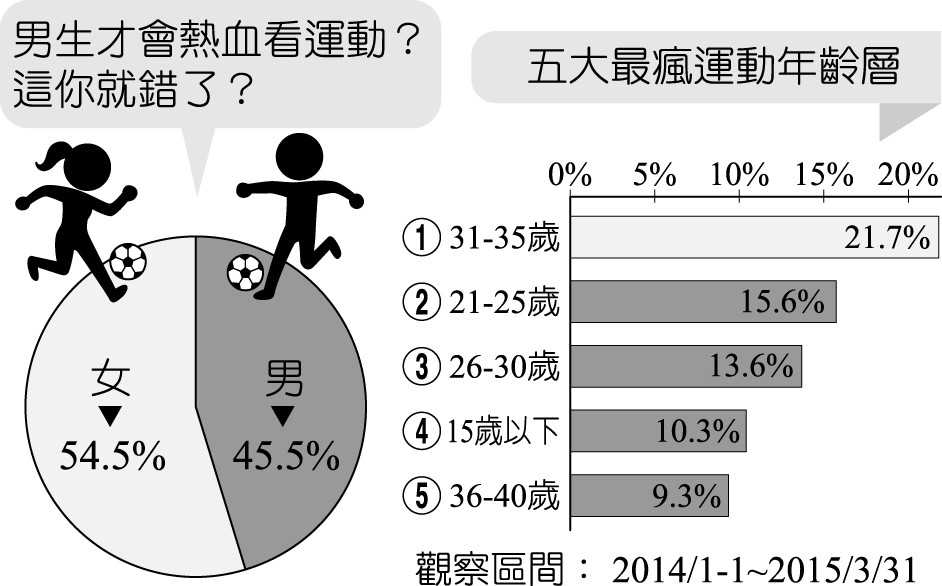 男生才會熱血看運動？
這你就錯了？
女
54.5%
男
45.5%
五大最瘋運動年齡層
0% 5% 10% 15% 20%
① 31-35歲 21.7%
② 21-25歲 15.6%
③ 26-30歲 13.6%
④ 15歲以下 10.3%
⑤ 36-40歲 9.3%
觀察區間： 2014/1-1~2015/3/31